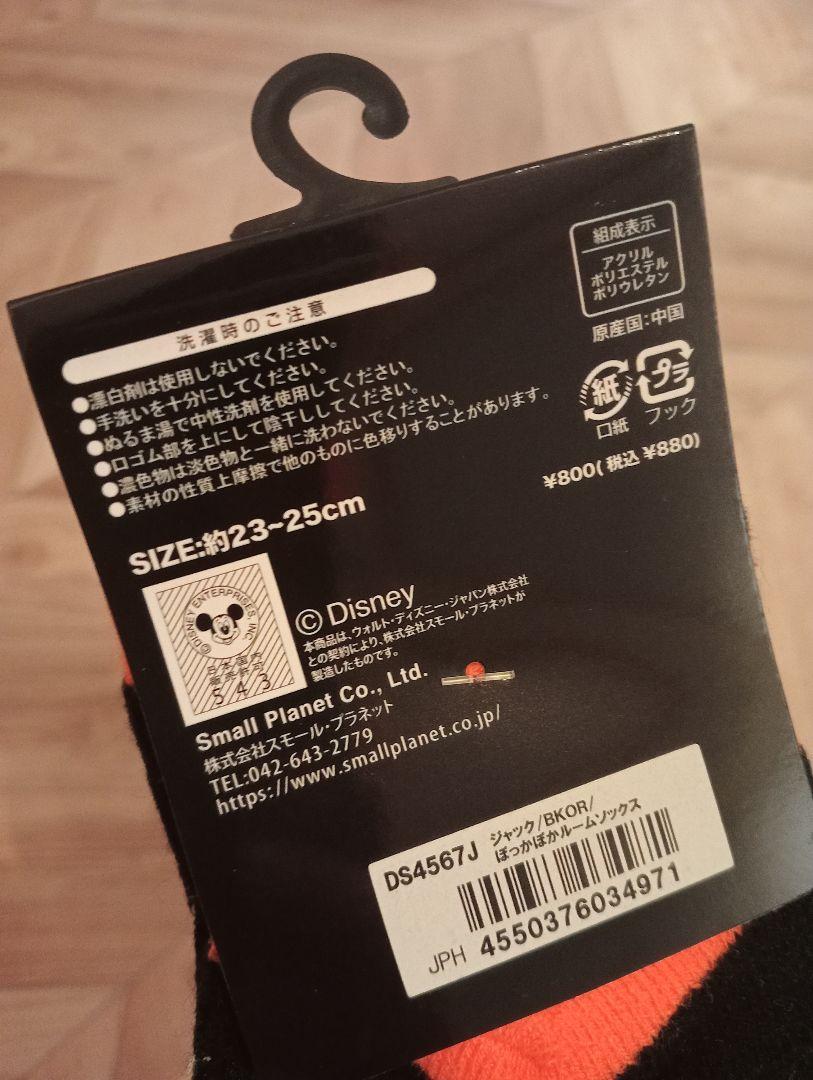 組成表示
アクリル
ポリエステル
ポリウレタン
原産国:中国
洗濯時のご注意
●漂白剤は使用しないでください。
●手洗いを十分にしてください。
●ぬるま湯で中性洗剤を使用してください。
●口ゴム部を上にして陰干ししてください。
●濃色物は淡色物と一緒に洗わないでください。
●素材の性質上摩擦で他のものに色移りすることがあります。
紙 プラ
口紙 フック
¥800(税込¥880)
SIZE:約23~25cm
©DISNEY ENTERPRISES, INC.
日本国内
販売許可
543
© Disney
本商品は、ウォルト・ディズニー・ジャパン株式会社
との契約により、株式会社スモール・プラネットが
製造したものです。
Small Planet Co., Ltd.
株式会社スモール・プラネット
TEL:042-643-2779
https://www.smallplanet.co.jp/
DS4567J ジャック/BKOR/
ぽっかぽかルームソックス
JPH 4550376034971